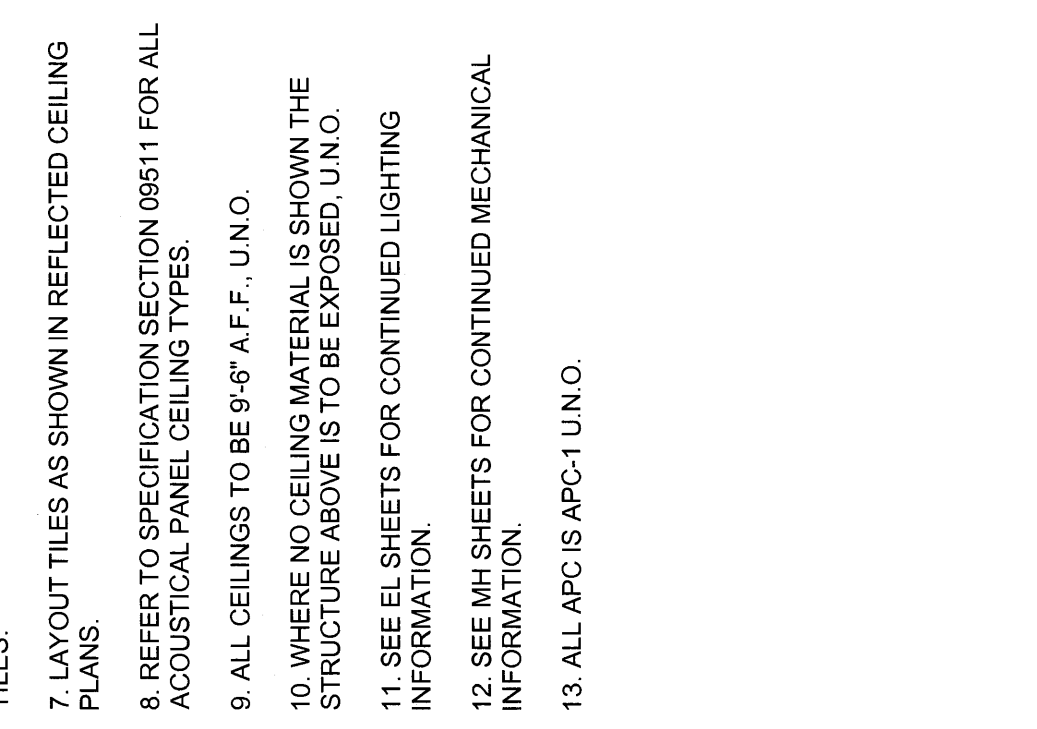 7. LAYOUT TILES AS SHOWN IN REFLECTED CEILING
PLANS.
8. REFER TO SPECIFICATION SECTION 09511 FOR ALL
ACOUSTICAL PANEL CEILING TYPES.
9. ALL CEILINGS TO BE 9'-6" A.F.F., U.N.O.
10. WHERE NO CEILING MATERIAL IS SHOWN THE
STRUCTURE ABOVE IS TO BE EXPOSED, U.N.O.
11. SEE EL SHEETS FOR CONTINUED LIGHTING
INFORMATION.
12. SEE MH SHEETS FOR CONTINUED MECHANICAL
INFORMATION.
13. ALL APC IS APC-1 U.N.O.